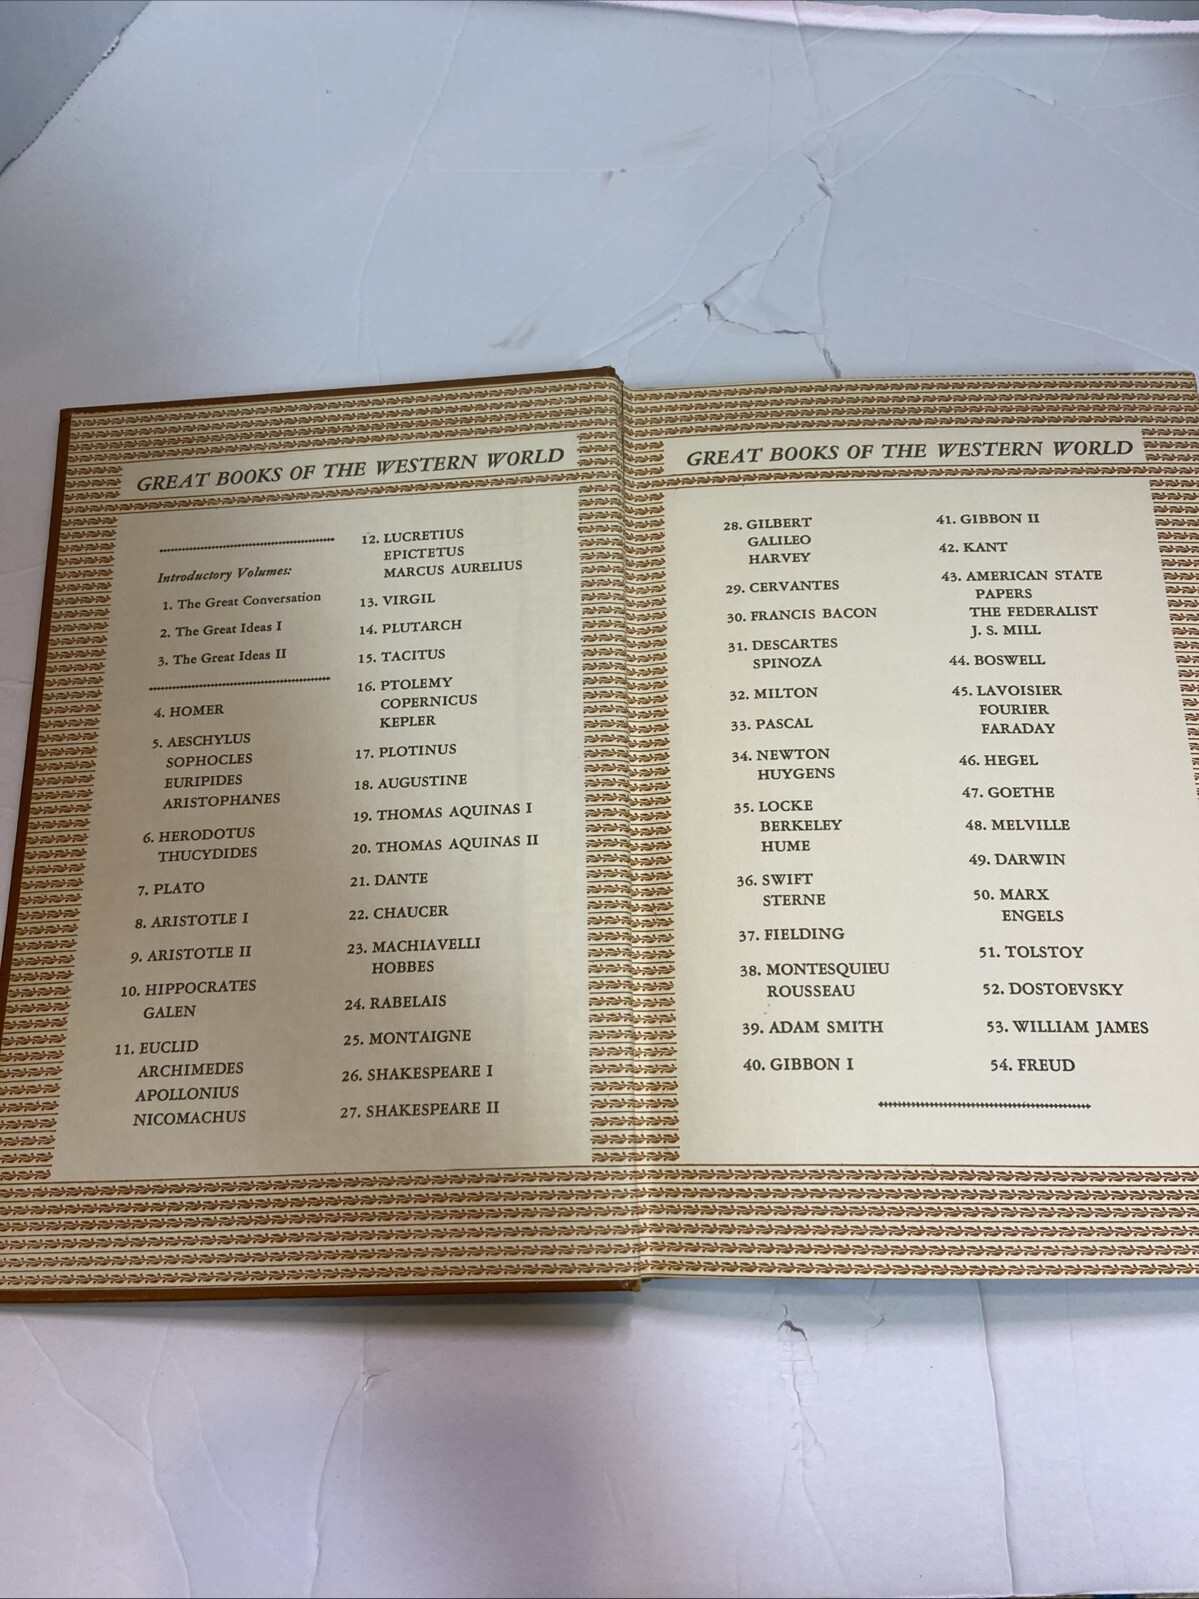 GREAT BOOKS OF THE WESTERN WORLD
Introductory Volumes:
1. The Great Conversation
2. The Great Ideas I
3. The Great Ideas II
4. HOMER
5. AESCHYLUS
SOPHOCLES
EURIPIDES
ARISTOPHANES
6. HERODOTUS
THUCYDIDES
7. PLATO
8. ARISTOTLE I
9. ARISTOTLE II
10. HIPPOCRATES
GALEN
11. EUCLID
ARCHIMEDES
APOLLONIUS
NICOMACHUS
12. LUCRETIUS
EPICTETUS
MARCUS AURELIUS
13. VIRGIL
14. PLUTARCH
15. TACITUS
16. PTOLEMY
COPERNICUS
KEPLER
17. PLOTINUS
18. AUGUSTINE
19. THOMAS AQUINAS I
20. THOMAS AQUINAS II
21. DANTE
22. CHAUCER
23. MACHIAVELLI
HOBBES
24. RABELAIS
25. MONTAIGNE
26. SHAKESPEARE I
27. SHAKESPEARE II
GREAT BOOKS OF THE WESTERN WORLD
28. GILBERT
GALILEO
HARVEY
29. CERVANTES
30. FRANCIS BACON
31. DESCARTES
SPINOZA
32. MILTON
33. PASCAL
34. NEWTON
HUYGENS
35. LOCKE
BERKELEY
HUME
36. SWIFT
STERNE
37. FIELDING
38. MONTESQUIEU
ROUSSEAU
39. ADAM SMITH
40. GIBBON I
41. GIBBON II
42. KANT
43. AMERICAN STATE
PAPERS
THE FEDERALIST
J. S. MILL
44. BOSWELL
45. LAVOISIER
FOURIER
FARADAY
46. HEGEL
47. GOETHE
48. MELVILLE
49. DARWIN
50. MARX
ENGELS
51. TOLSTOY
52. DOSTOEVSKY
53. WILLIAM JAMES
54. FREUD